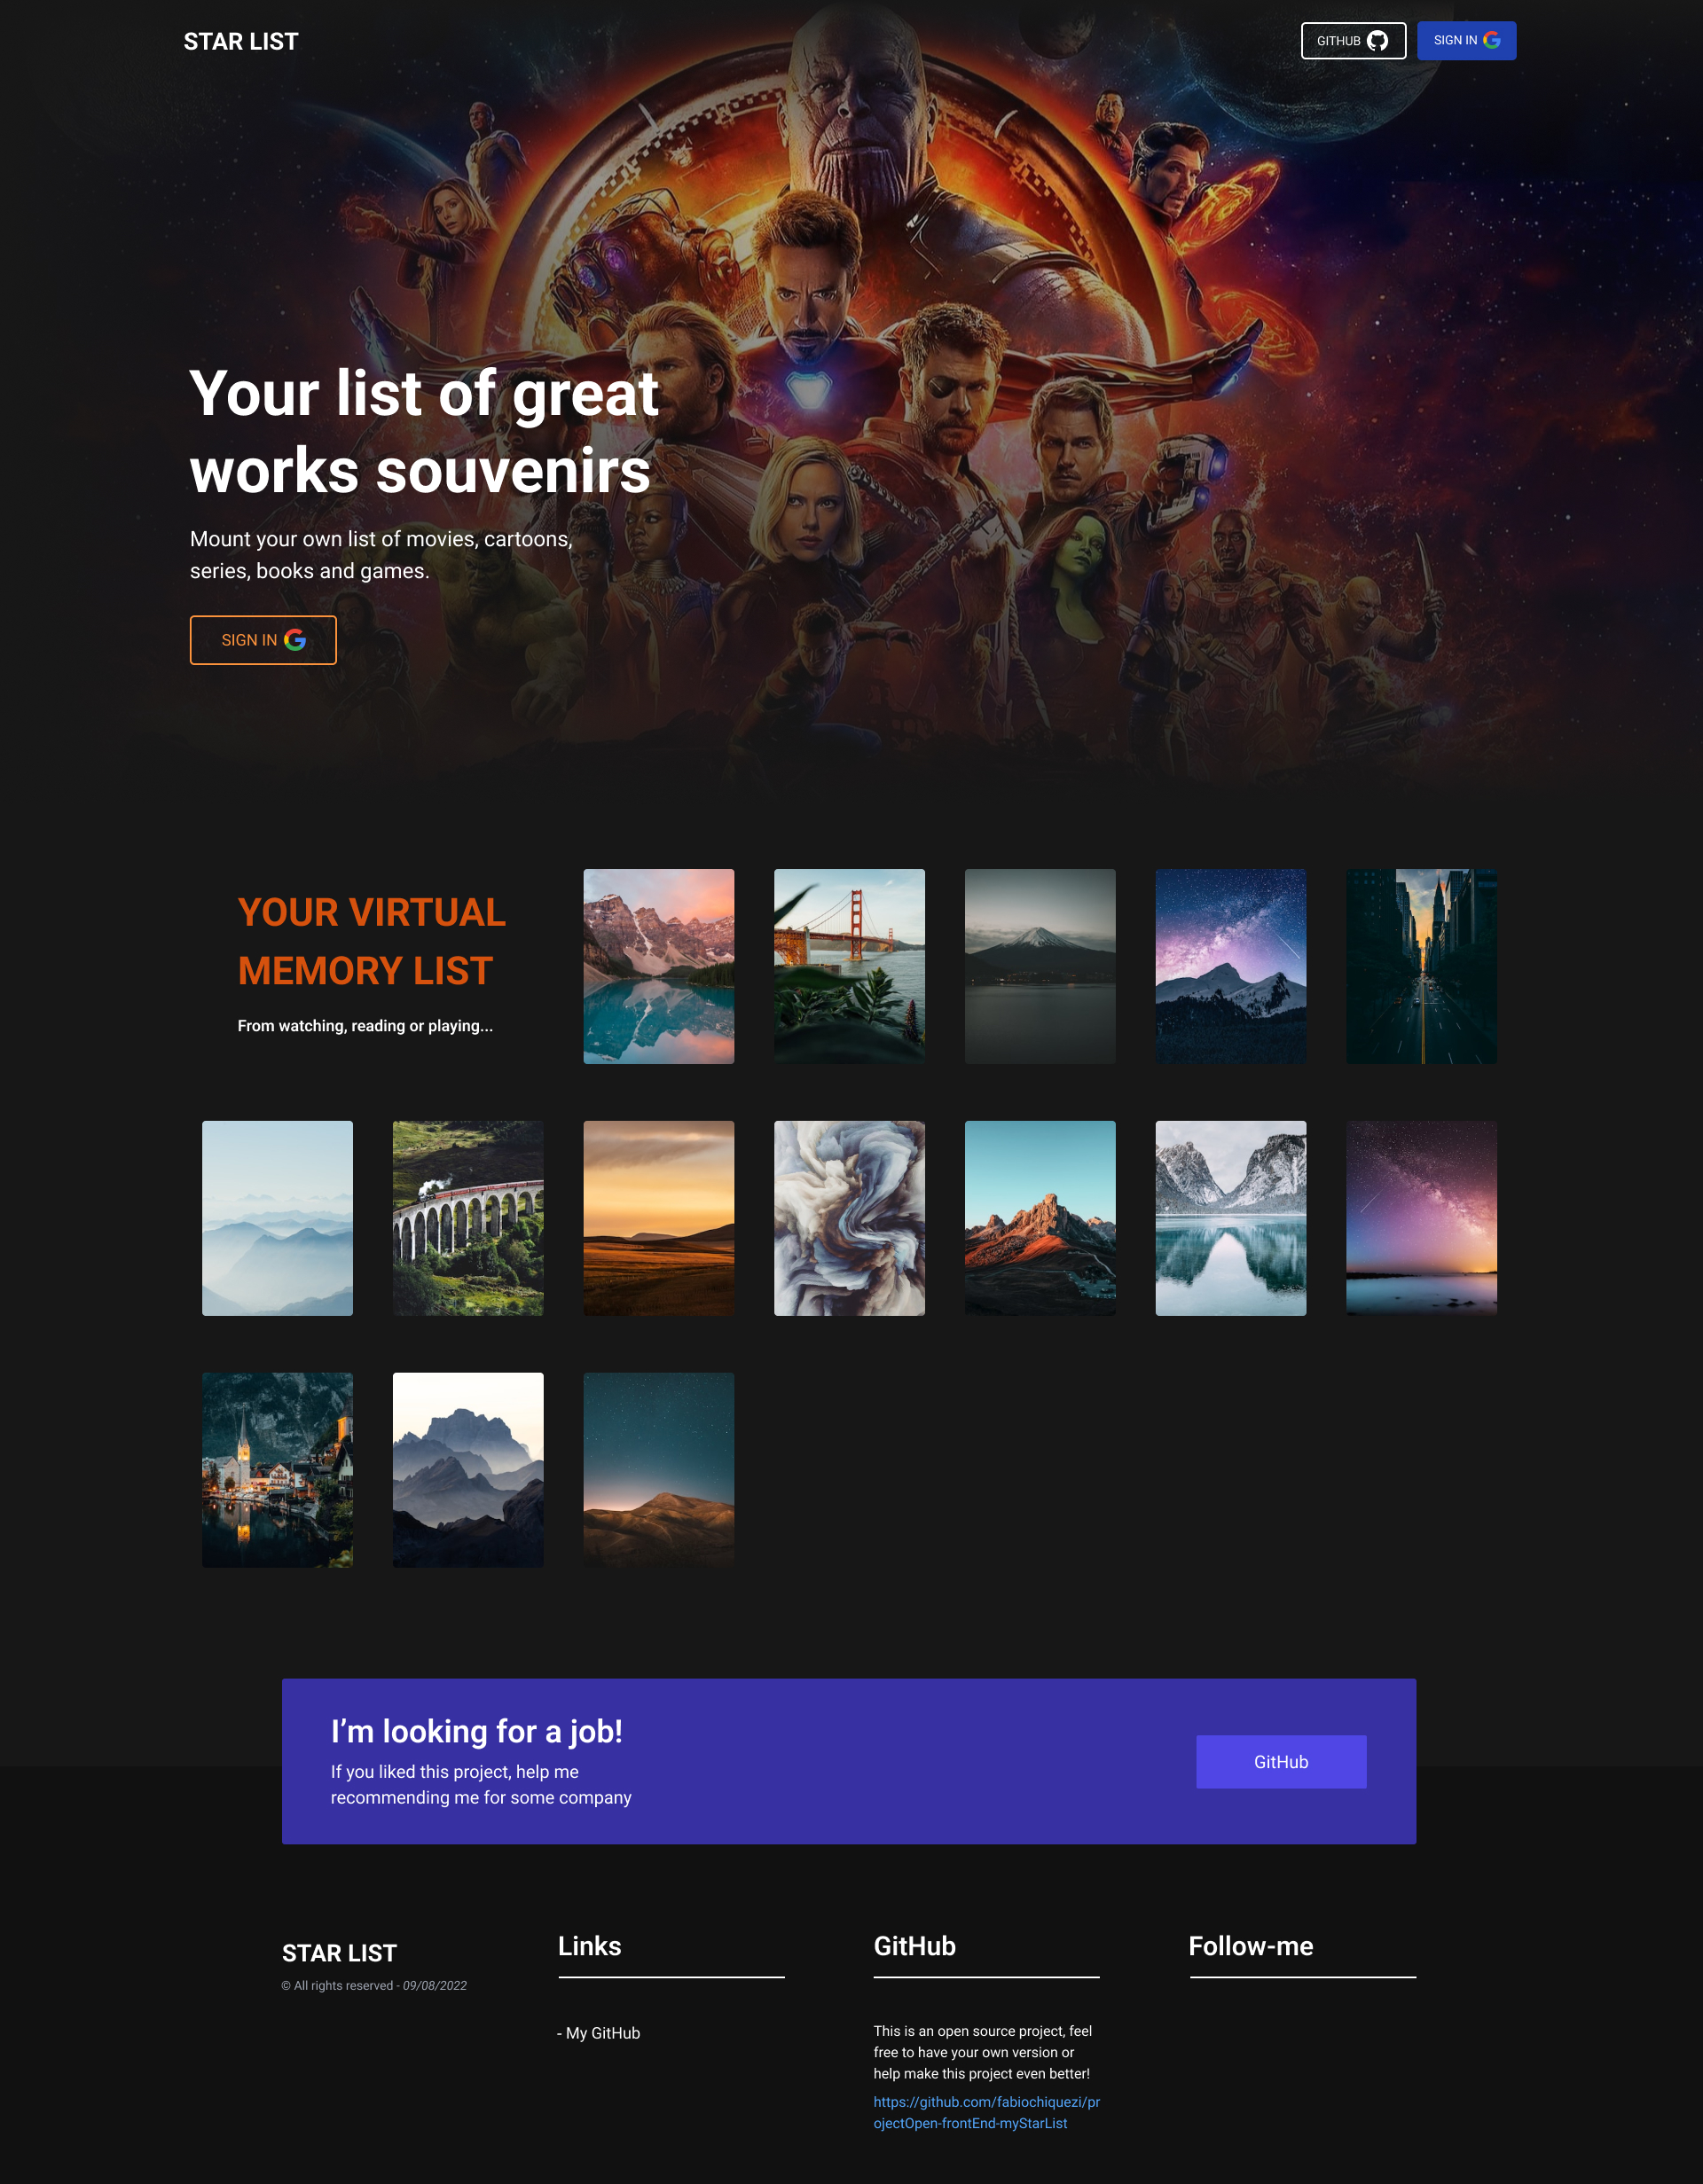 STAR LIST
GITHUB
SIGN IN
Your list of great
works souvenirs
Mount your own list of movies, cartoons,
series, books and games.
SIGN IN
YOUR VIRTUAL
MEMORY LIST
From watching, reading or playing...
I’m looking for a job!
If you liked this project, help me
recommending me for some company
GitHub
STAR LIST
© All rights reserved - 09/08/2022
Links
- My GitHub
GitHub
This is an open source project, feel
free to have your own version or
help make this project even better!
https://github.com/fabiochiquezi/pr
ojectOpen-frontEnd-myStarList
Follow-me